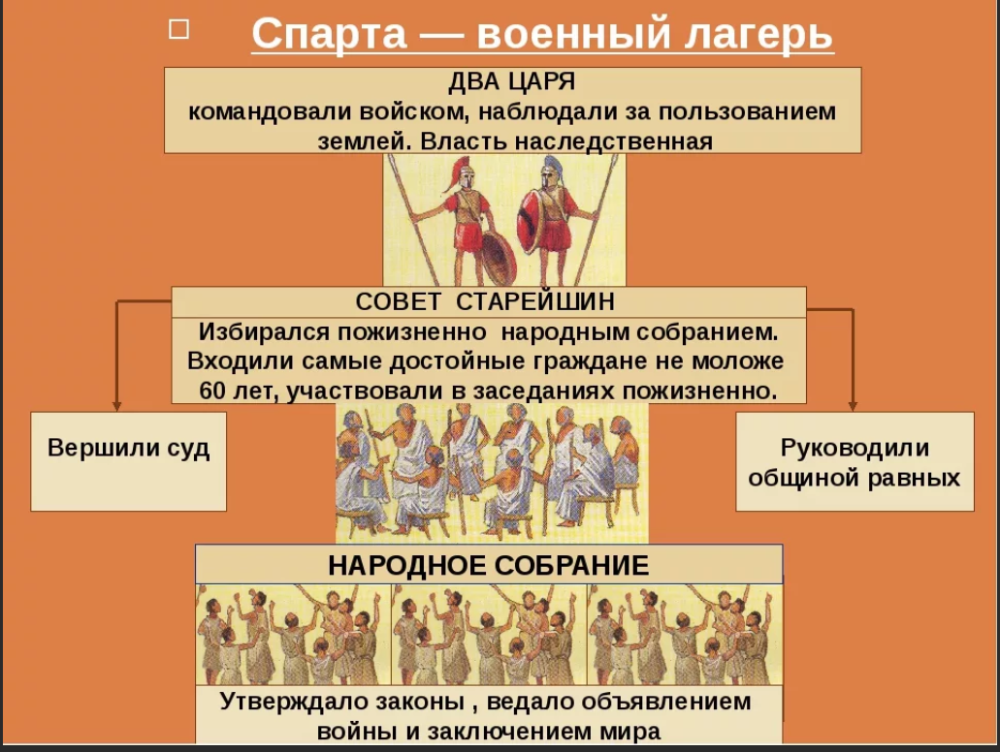 Спарта — военный лагерь
ДВА ЦАРЯ
командовали войском, наблюдали за пользованием
землей. Власть наследственная
СОВЕТ СТАРЕЙШИН
Избирался пожизненно народным собранием.
Входили самые достойные граждане не моложе
60 лет, участвовали в заседаниях пожизненно.
Вершили суд
Руководили
общиной равных
НАРОДНОЕ СОБРАНИЕ
Утверждало законы , ведало объявлением
войны и заключением мира